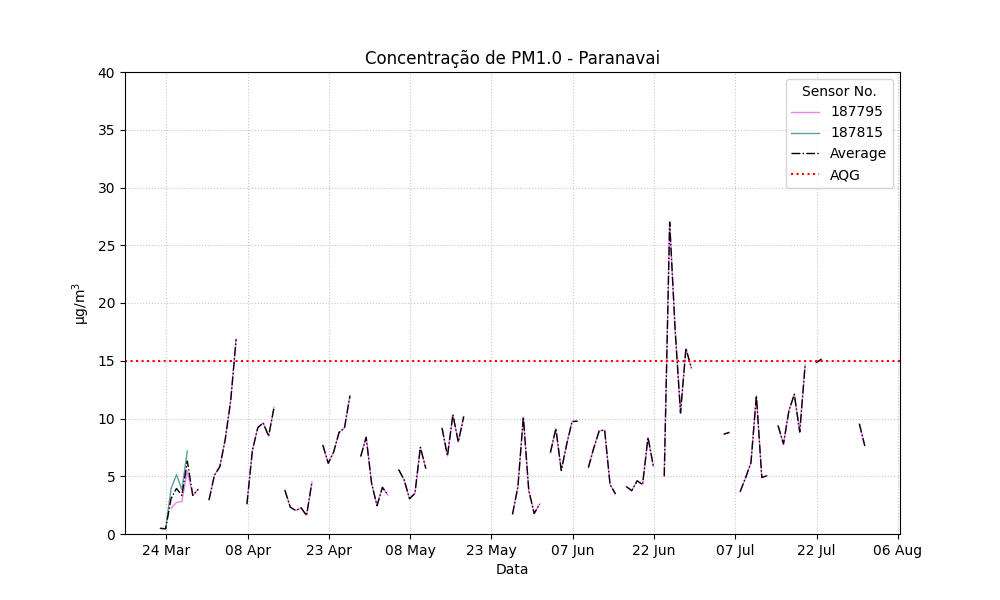 Concentração de PM1.0 - Paranavai
40
35
30
25
20
15
10
5
0
µg/m³
Sensor No.
187795
187815
Average
AQG
24 Mar 08 Apr 23 Apr 08 May 23 May 07 Jun 22 Jun 07 Jul 22 Jul 06 Aug
Data